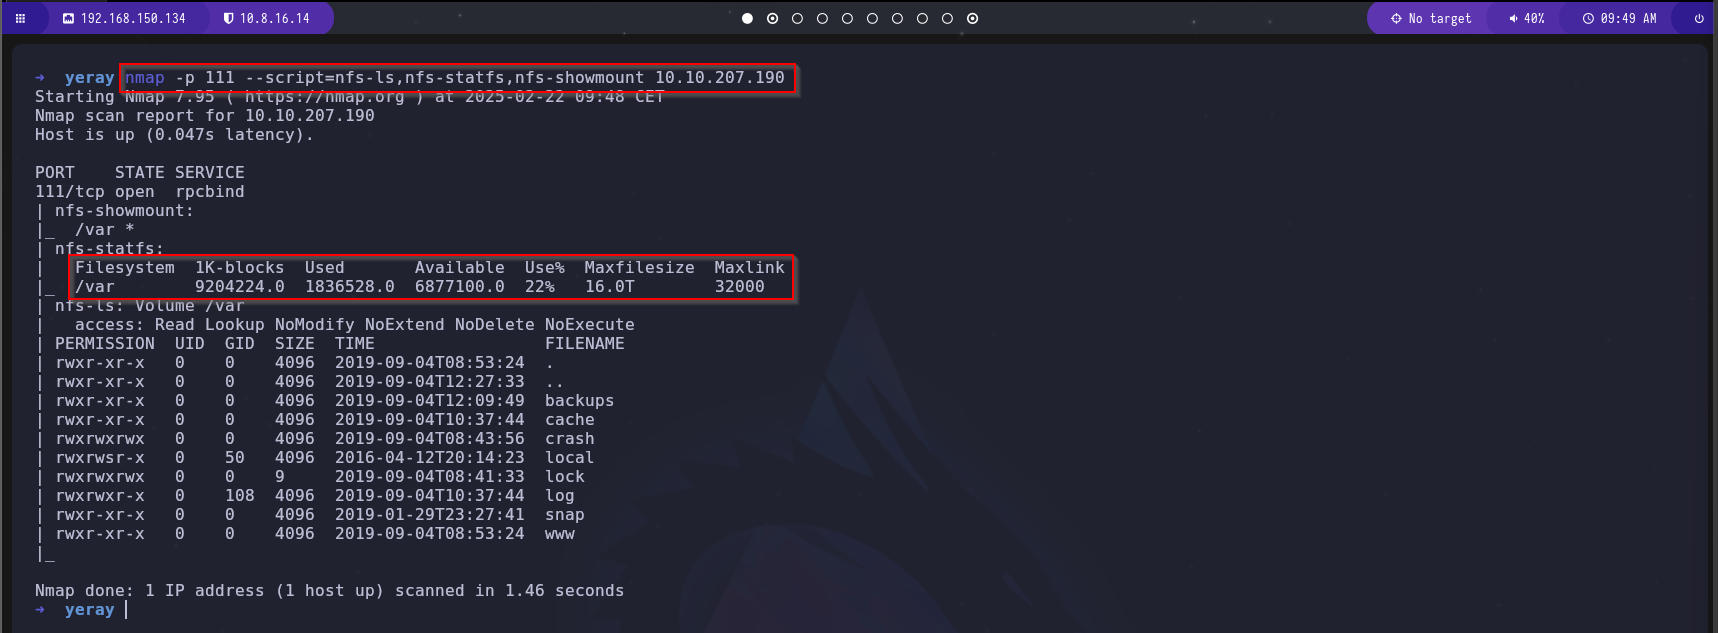 192.168.150.134 10.8.16.14 No target 40% 09:49 AM
➜ yeray nmap -p 111 --script=nfs-ls,nfs-statfs,nfs-showmount 10.10.207.190
Starting Nmap 7.95 ( https://nmap.org ) at 2025-02-22 09:48 CET
Nmap scan report for 10.10.207.190
Host is up (0.047s latency).
PORT    STATE SERVICE
111/tcp open  rpcbind
| nfs-showmount:
|_  /var *
| nfs-statfs:
|   Filesystem  1K-blocks  Used       Available  Use%  Maxfilesize  Maxlink
|_  /var        9204224.0  1836528.0  6877100.0  22%   16.0T        32000
| nfs-ls: Volume /var
|   access: Read Lookup NoModify NoExtend NoDelete NoExecute
| PERMISSION  UID  GID  SIZE  TIME                 FILENAME
| rwxr-xr-x   0    0    4096  2019-09-04T08:53:24  .
| rwxr-xr-x   0    0    4096  2019-09-04T12:27:33  ..
| rwxr-xr-x   0    0    4096  2019-09-04T12:09:49  backups
| rwxr-xr-x   0    0    4096  2019-09-04T10:37:44  cache
| rwxrwxrwx   0    0    4096  2019-09-04T08:43:56  crash
| rwxrwsr-x   0    50   4096  2016-04-12T20:14:23  local
| rwxrwxrwx   0    0    9     2019-09-04T08:41:33  lock
| rwxrwxr-x   0    108  4096  2019-09-04T10:37:44  log
| rwxr-xr-x   0    0    4096  2019-01-29T23:27:41  snap
| rwxr-xr-x   0    0    4096  2019-09-04T08:53:24  www
|_
Nmap done: 1 IP address (1 host up) scanned in 1.46 seconds
➜ yeray